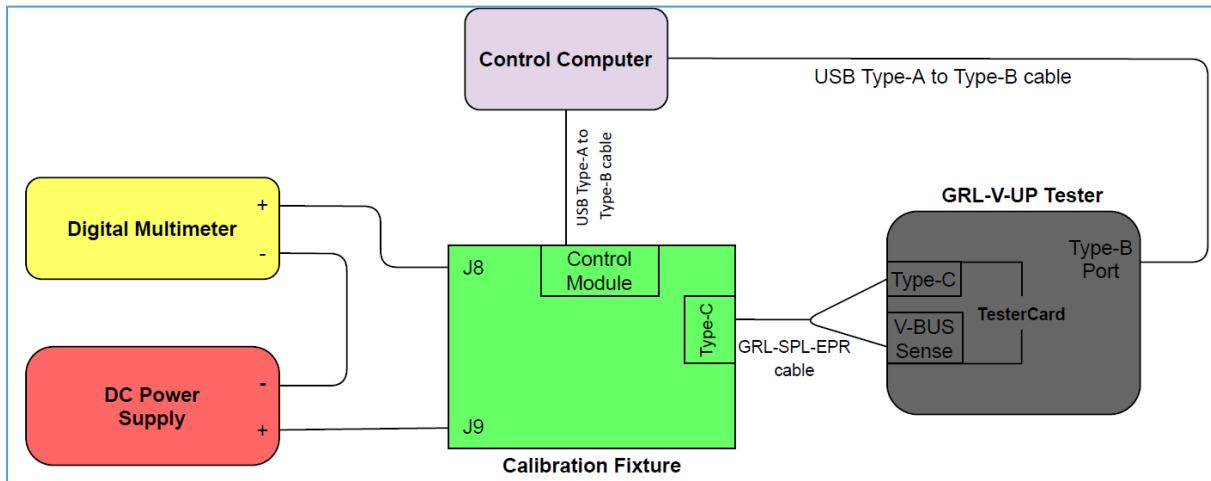 Control Computer
USB Type-A to Type-B cable
USB Type-A to
Type-B cable
GRL-V-UP Tester
+
Digital Multimeter
-
J8
Control
Module
Type-B
Port
Type-C
TesterCard
V-BUS
Sense
Type-C
GRL-SPL-EPR
cable
DC Power
Supply
-
+
J9
Calibration Fixture